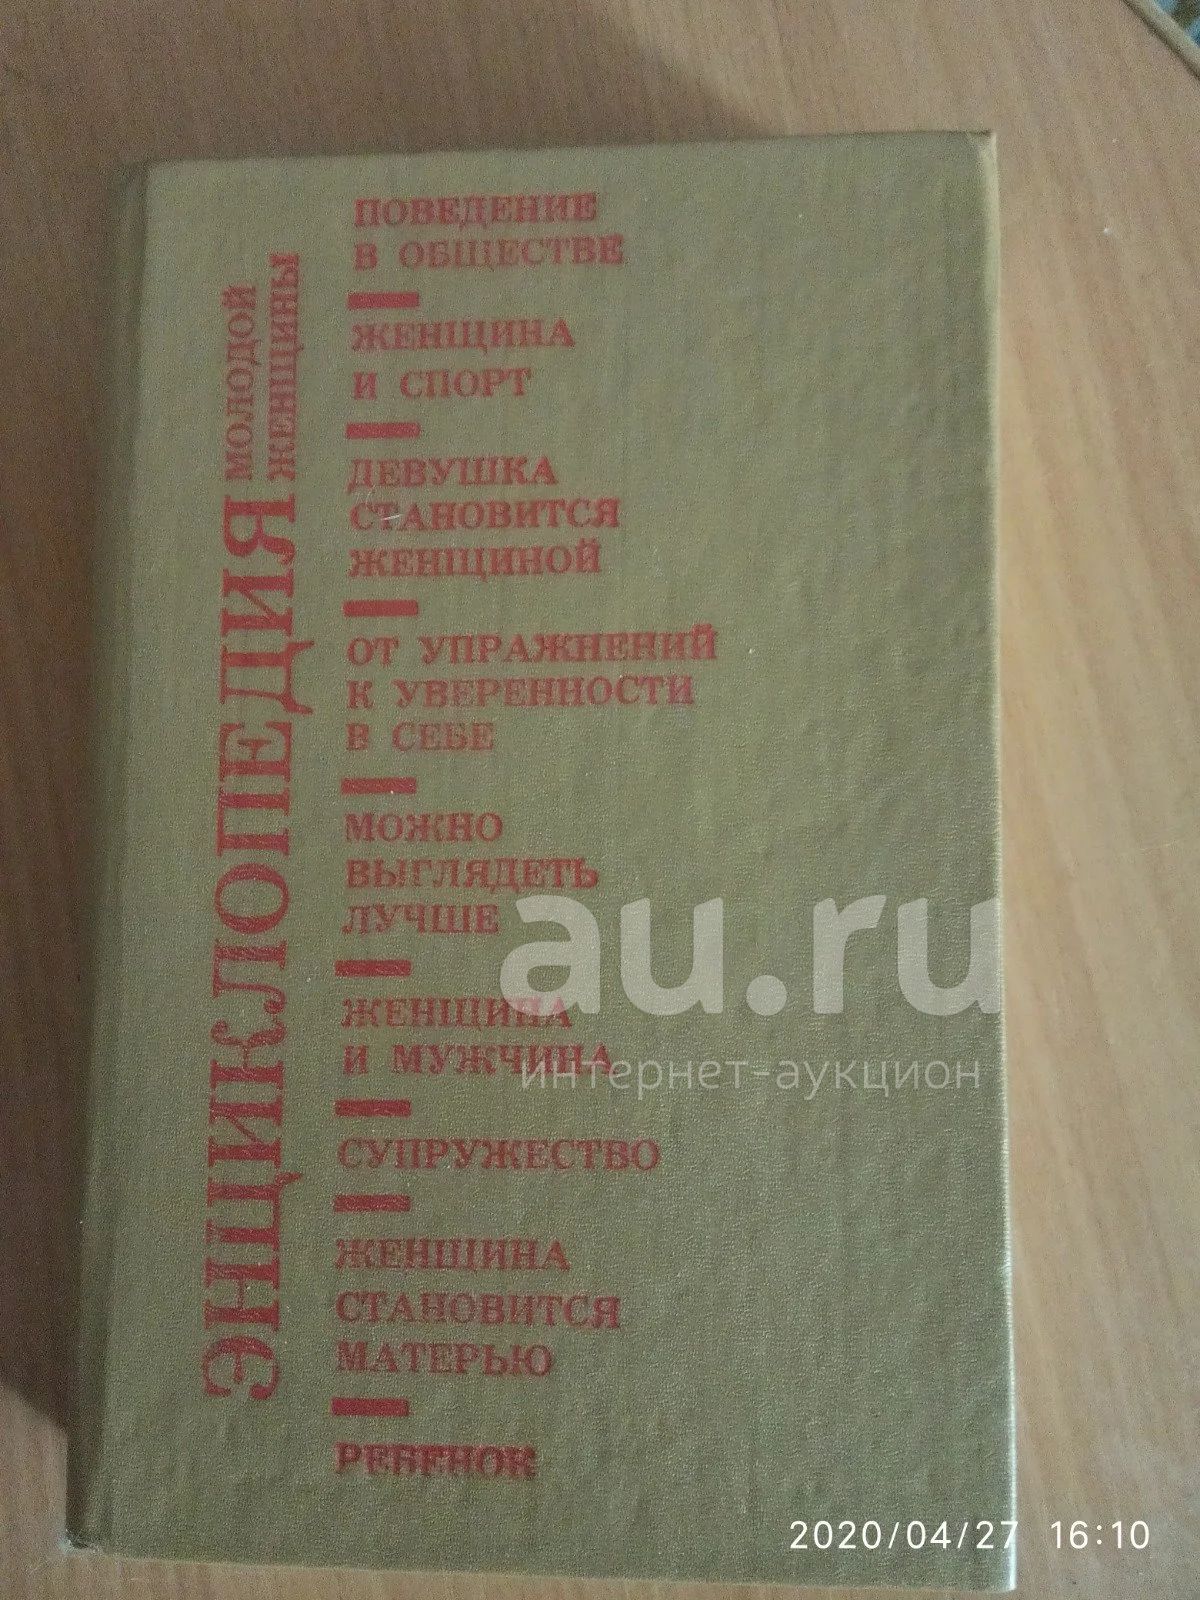 ЭНЦИКЛОПЕДИЯ
МОЛОДОЙ
ЖЕНЩИНЫ
ПОВЕДЕНИЕ
В ОБЩЕСТВЕ
ЖЕНЩИНА
И СПОРТ
ДЕВУШКА
СТАНОВИТСЯ
ЖЕНЩИНОЙ
ОТ УПРАЖНЕНИЙ
К УВЕРЕННОСТИ
В СЕБЕ
МОЖНО
ВЫГЛЯДЕТЬ
ЛУЧШЕ
ЖЕНЩИНА
И МУЖЧИНА
СУПРУЖЕСТВО
ЖЕНЩИНА
СТАНОВИТСЯ
МАТЕРЬЮ
РЕБЕНОК
au.ru
интернет-аукцион
2020/04/27 16:10